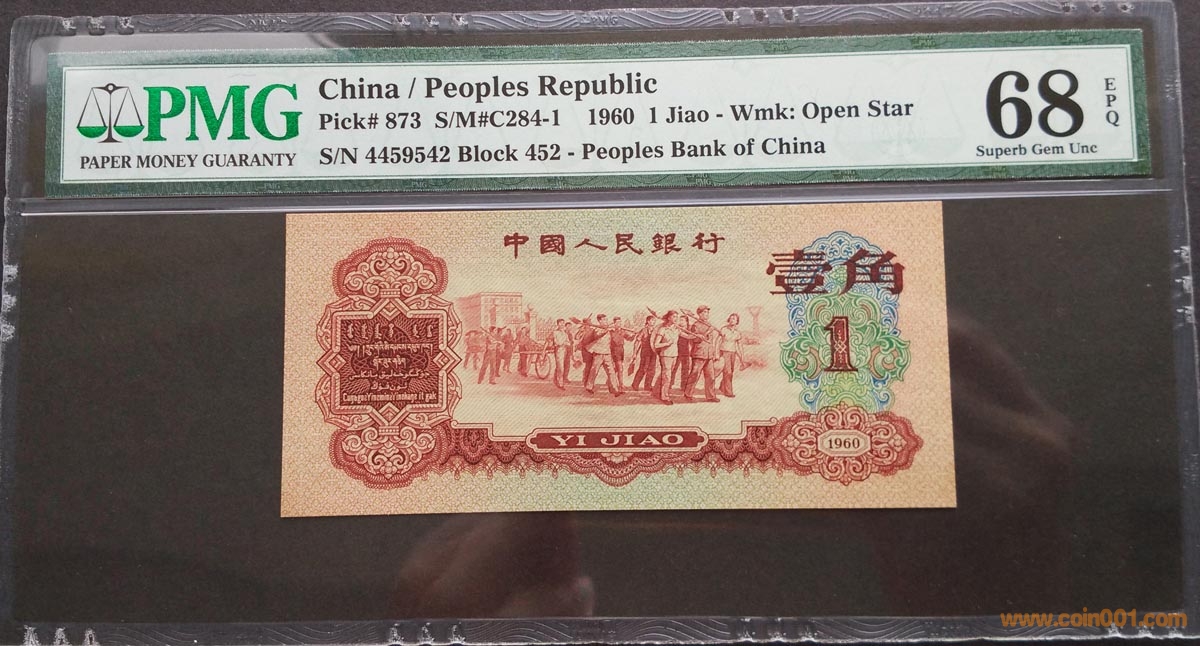 PMG
PAPER MONEY GUARANTY
China / Peoples Republic
Pick# 873 S/M#C284-1 1960 1 Jiao - Wmk: Open Star
S/N 4459542 Block 452 - Peoples Bank of China
68
EPQ
Superb Gem Unc
中國人民銀行
壹角
1
YI JIAO
1960
www.coin001.com